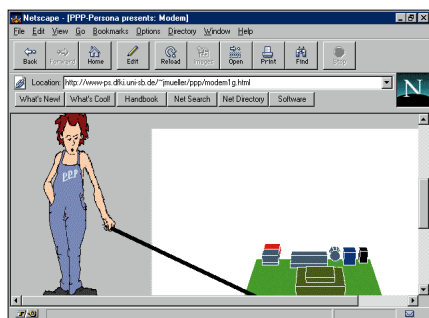 Netscape - [PPP-Persona presents: Modem]
File Edit View Go Bookmarks Options Directory Window Help
Back Forward Home Edit Reload Images Open Print Find Stop
Location: http://www-ps.dfki.uni-sb.de/~jmueller/ppp/modem1g.html
N
What's New! What's Cool! Handbook Net Search Net Directory Software
PPP